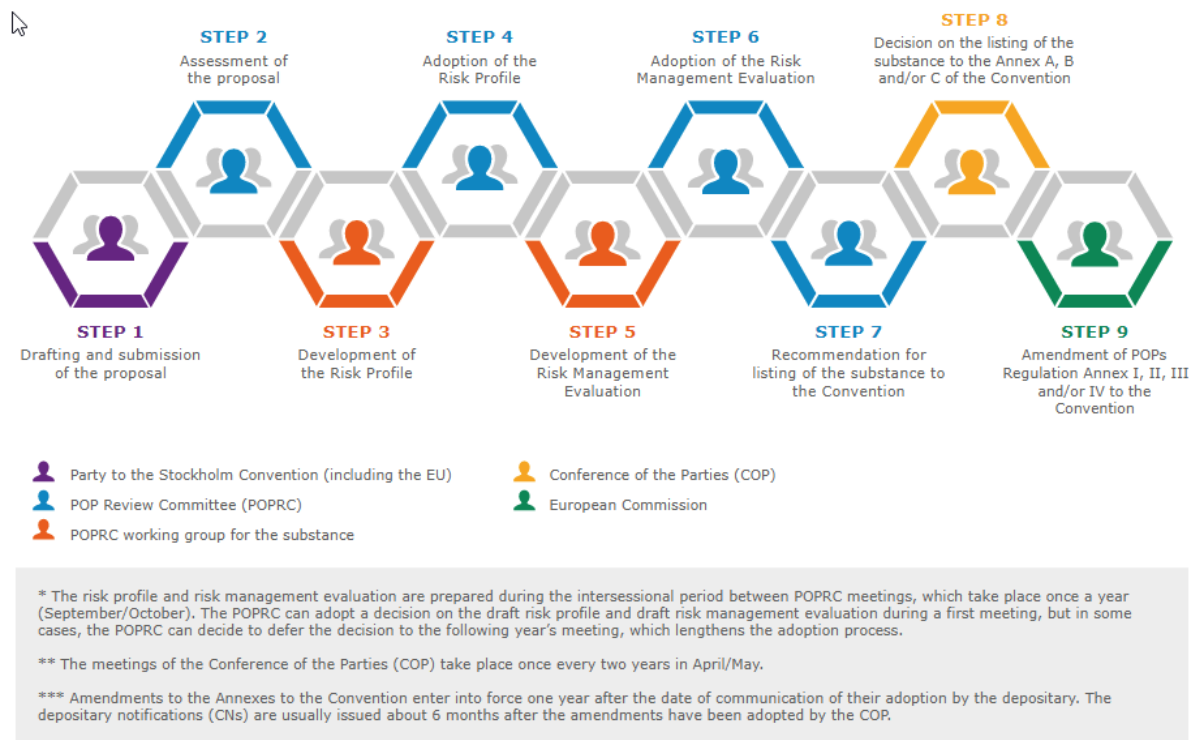 STEP 2
Assessment of
the proposal
STEP 4
Adoption of the
Risk Profile
STEP 6
Adoption of the Risk
Management Evaluation
STEP 8
Decision on the listing of the
substance to the Annex A, B
and/or C of the Convention
STEP 1
Drafting and submission
of the proposal
STEP 3
Development of
the Risk Profile
STEP 5
Development of the
Risk Management
Evaluation
STEP 7
Recommendation for
listing of the substance to
the Convention
STEP 9
Amendment of POPs
Regulation Annex I, II, III
and/or IV to the
Convention
Party to the Stockholm Convention (including the EU)
POP Review Committee (POPRC)
POPRC working group for the substance
Conference of the Parties (COP)
European Commission
* The risk profile and risk management evaluation are prepared during the intersessional period between POPRC meetings, which take place once a year
(September/October). The POPRC can adopt a decision on the draft risk profile and draft risk management evaluation during a first meeting, but in some
cases, the POPRC can decide to defer the decision to the following year's meeting, which lengthens the adoption process.
** The meetings of the Conference of the Parties (COP) take place once every two years in April/May.
*** Amendments to the Annexes to the Convention enter into force one year after the date of communication of their adoption by the depositary. The
depositary notifications (CNs) are usually issued about 6 months after the amendments have been adopted by the COP.